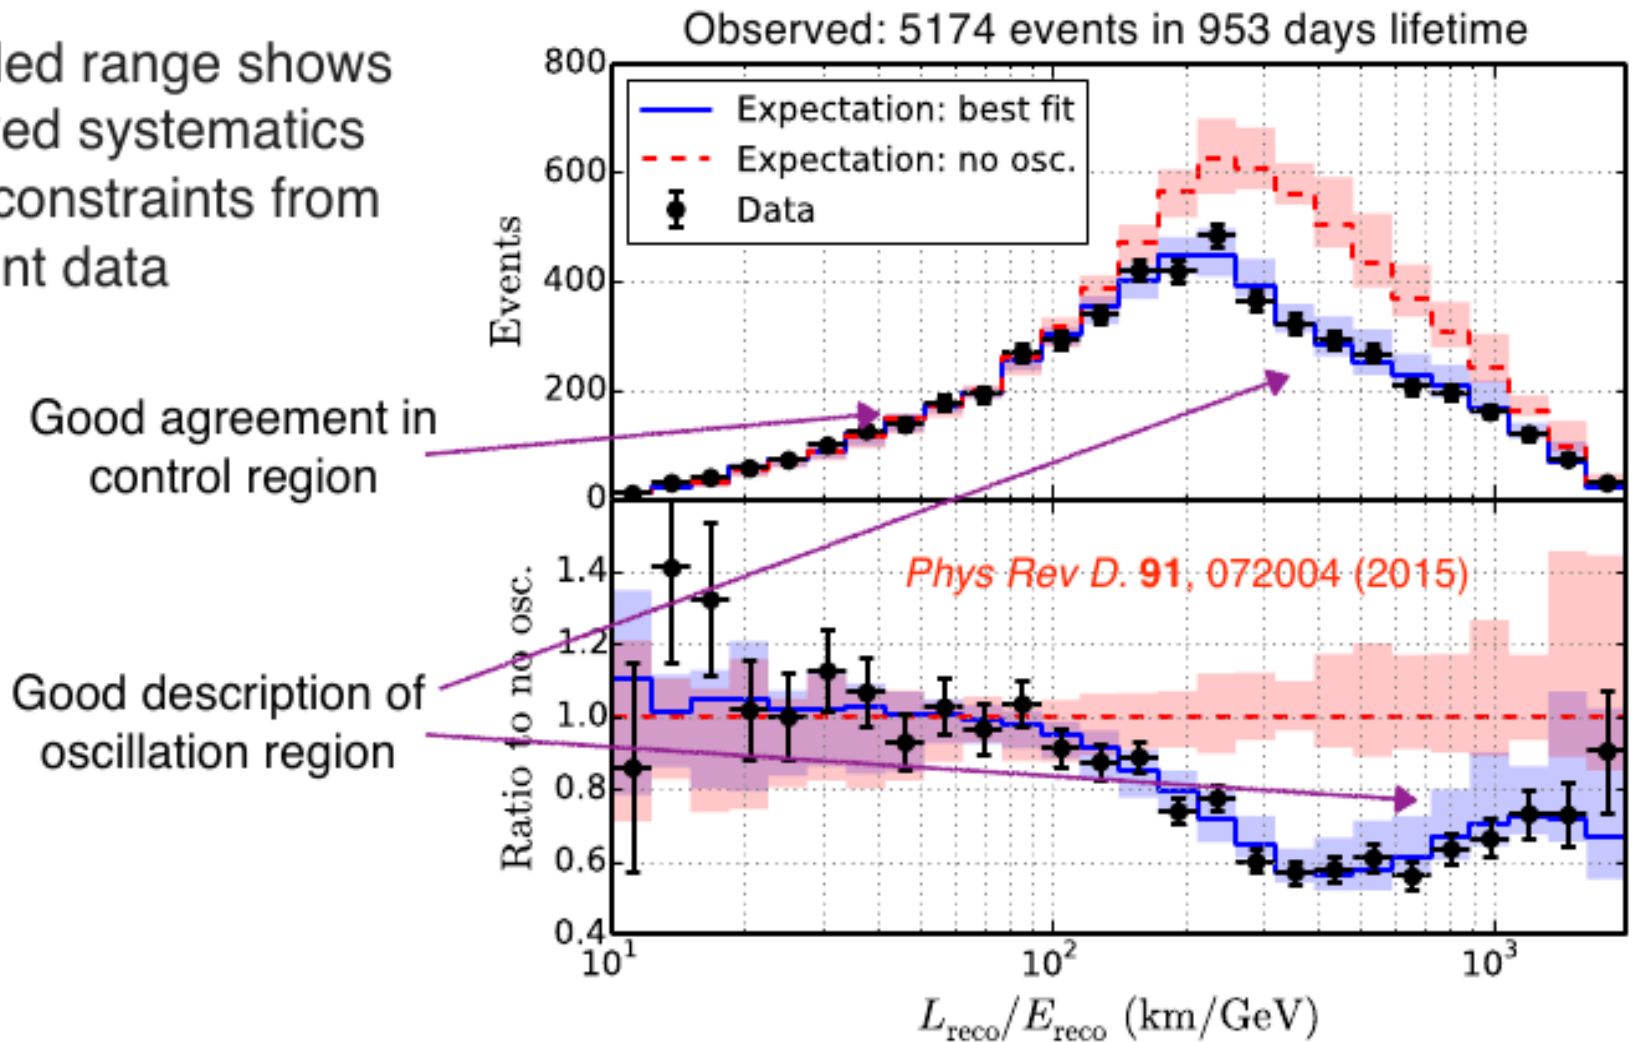 led range shows
ed systematics
constraints from
nt data
Good agreement in
control region
Good description of
oscillation region
Observed: 5174 events in 953 days lifetime
Expectation: best fit
Expectation: no osc.
Data
Events
800
600
400
200
0
Phys Rev D. 91, 072004 (2015)
Ratio to no osc.
1.4
1.2
1.0
0.8
0.6
0.4
10¹ 10² 10³
L_reco/E_reco (km/GeV)